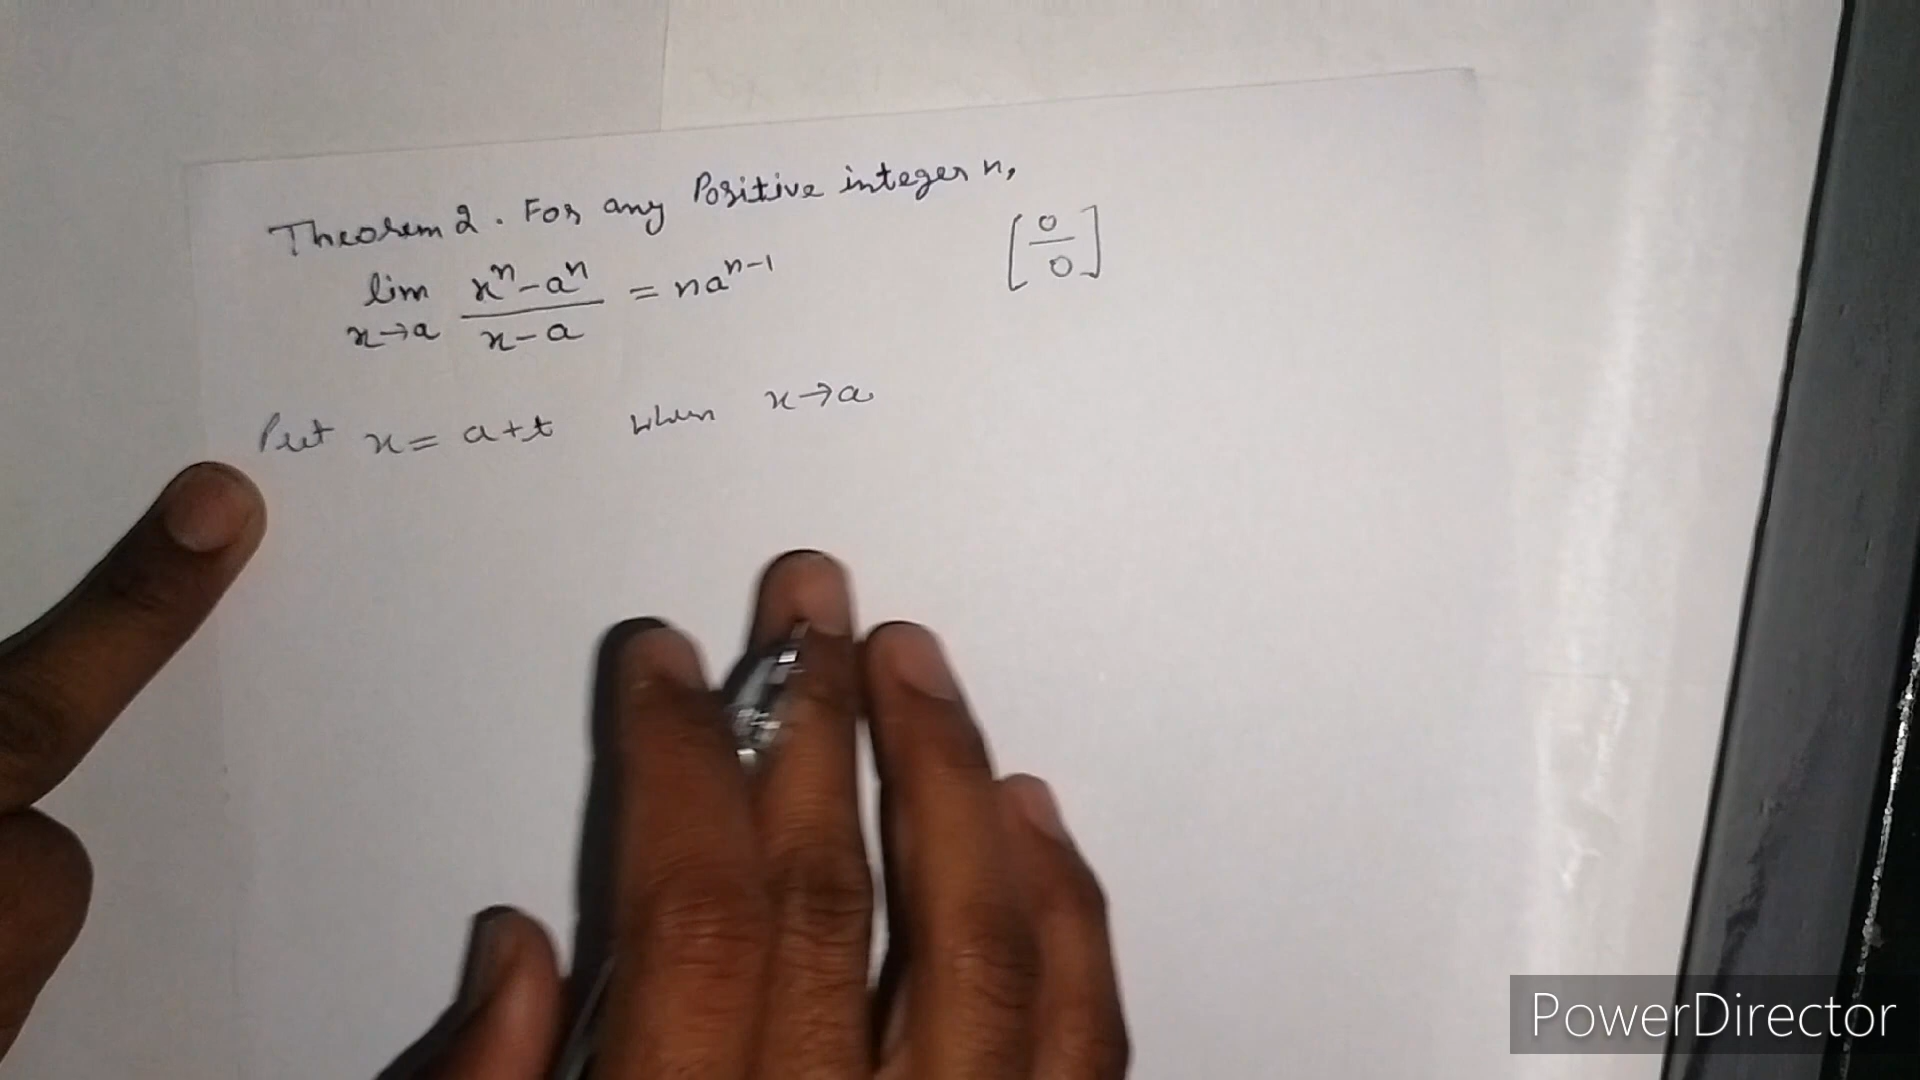 Theorem 2. For any Positive integer n,
lim x→a (xⁿ-aⁿ)/(x-a) = naⁿ⁻¹ [0/0]
Put x = a+t when x→a
PowerDirector